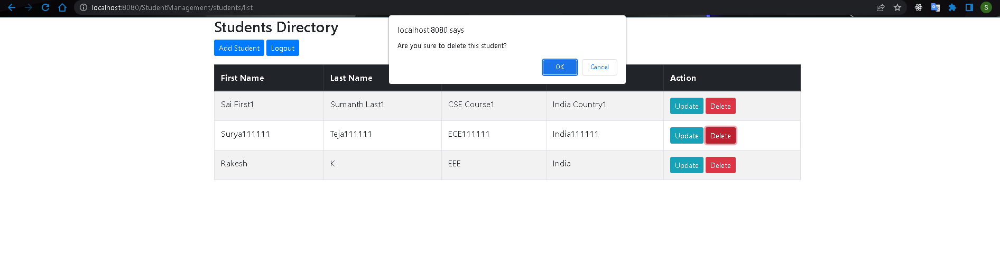 localhost:8080/StudentManagement/students/list
S
Students Directory
localhost:8080 says
Are you sure to delete this student?
OK Cancel
Add Student Logout
First Name Last Name Action
Sai First1 Sumanth Last1 CSE Course1 India Country1 Update Delete
Surya111111 Teja111111 ECE111111 India111111 Update Delete
Rakesh K EEE India Update Delete